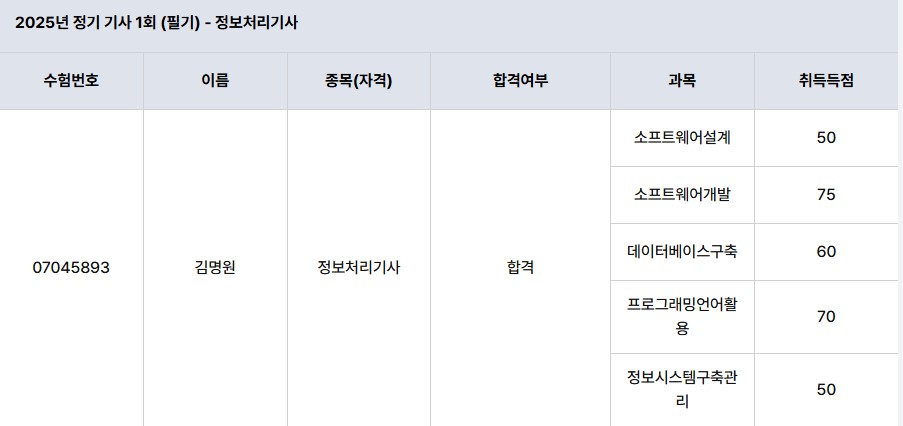 2025년 정기 기사 1회 (필기) - 정보처리기사
수험번호 이름 종목(자격) 합격여부 과목 취득득점
07045893 김명원 정보처리기사 합격
소프트웨어설계 50
소프트웨어개발 75
데이터베이스구축 60
프로그래밍언어활
용 70
정보시스템구축관
리 50